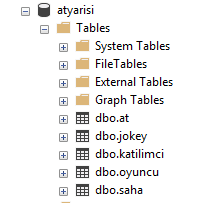 atyarisi
Tables
System Tables
FileTables
External Tables
Graph Tables
dbo.at
dbo.jokey
dbo.katilimci
dbo.oyuncu
dbo.saha